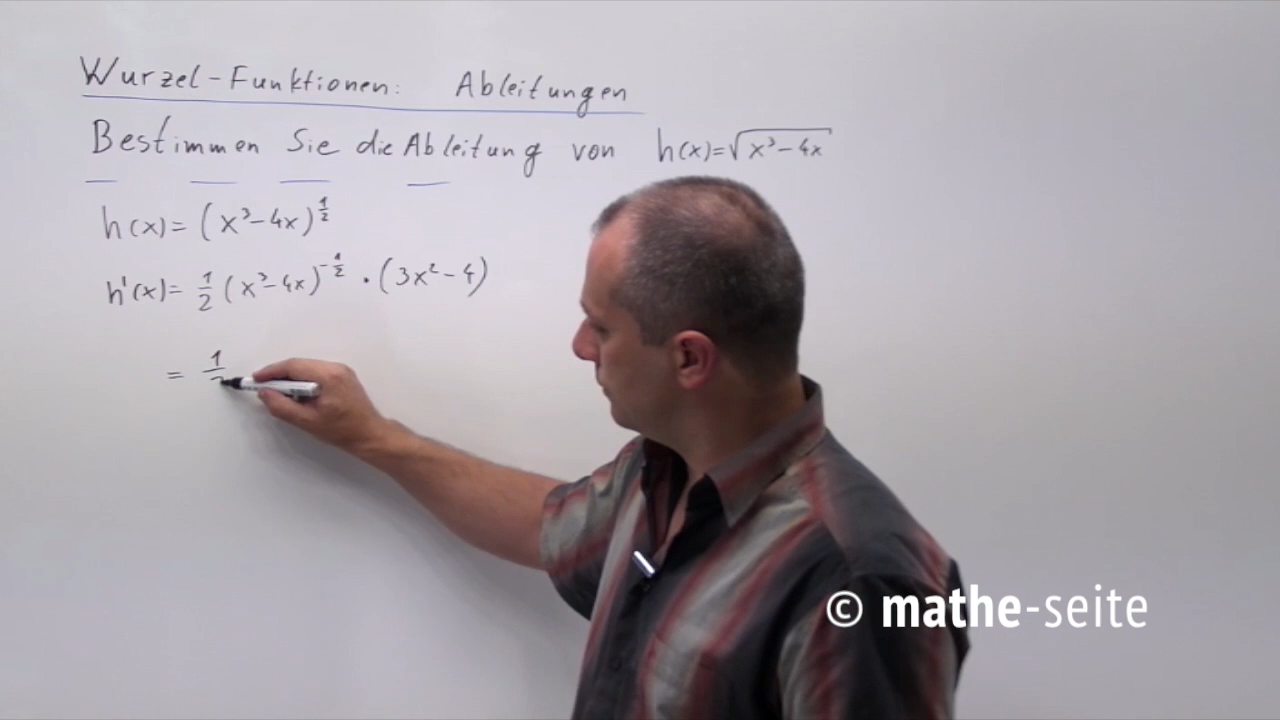 Wurzel-Funktionen: Ableitungen
Bestimmen Sie die Ableitung von h(x)=√(x³-4x)
h(x)= (x³-4x)^(1/2)
h'(x)= 1/2 (x³-4x)^(-1/2) · (3x²-4)
= 1/2
© mathe-seite